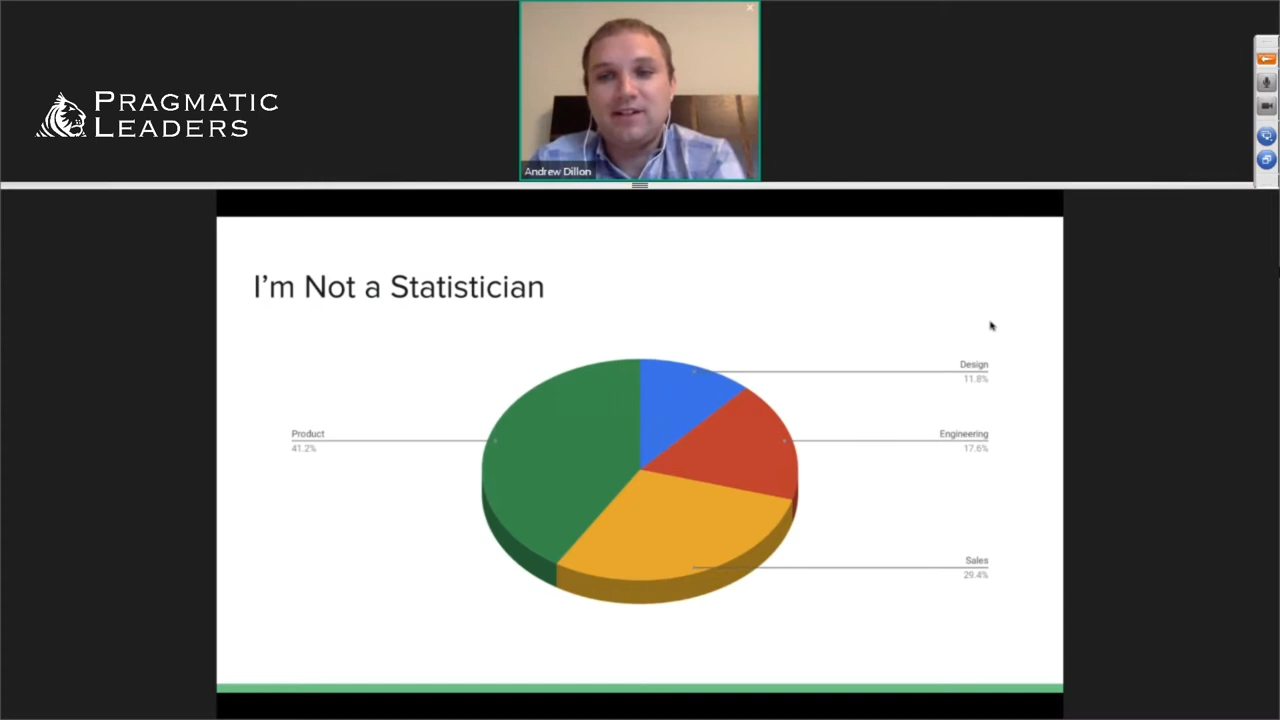 PRAGMATIC
LEADERS
Andrew Dillon
I'm Not a Statistician
Design
11.8%
Product
41.2%
Engineering
17.6%
Sales
29.4%